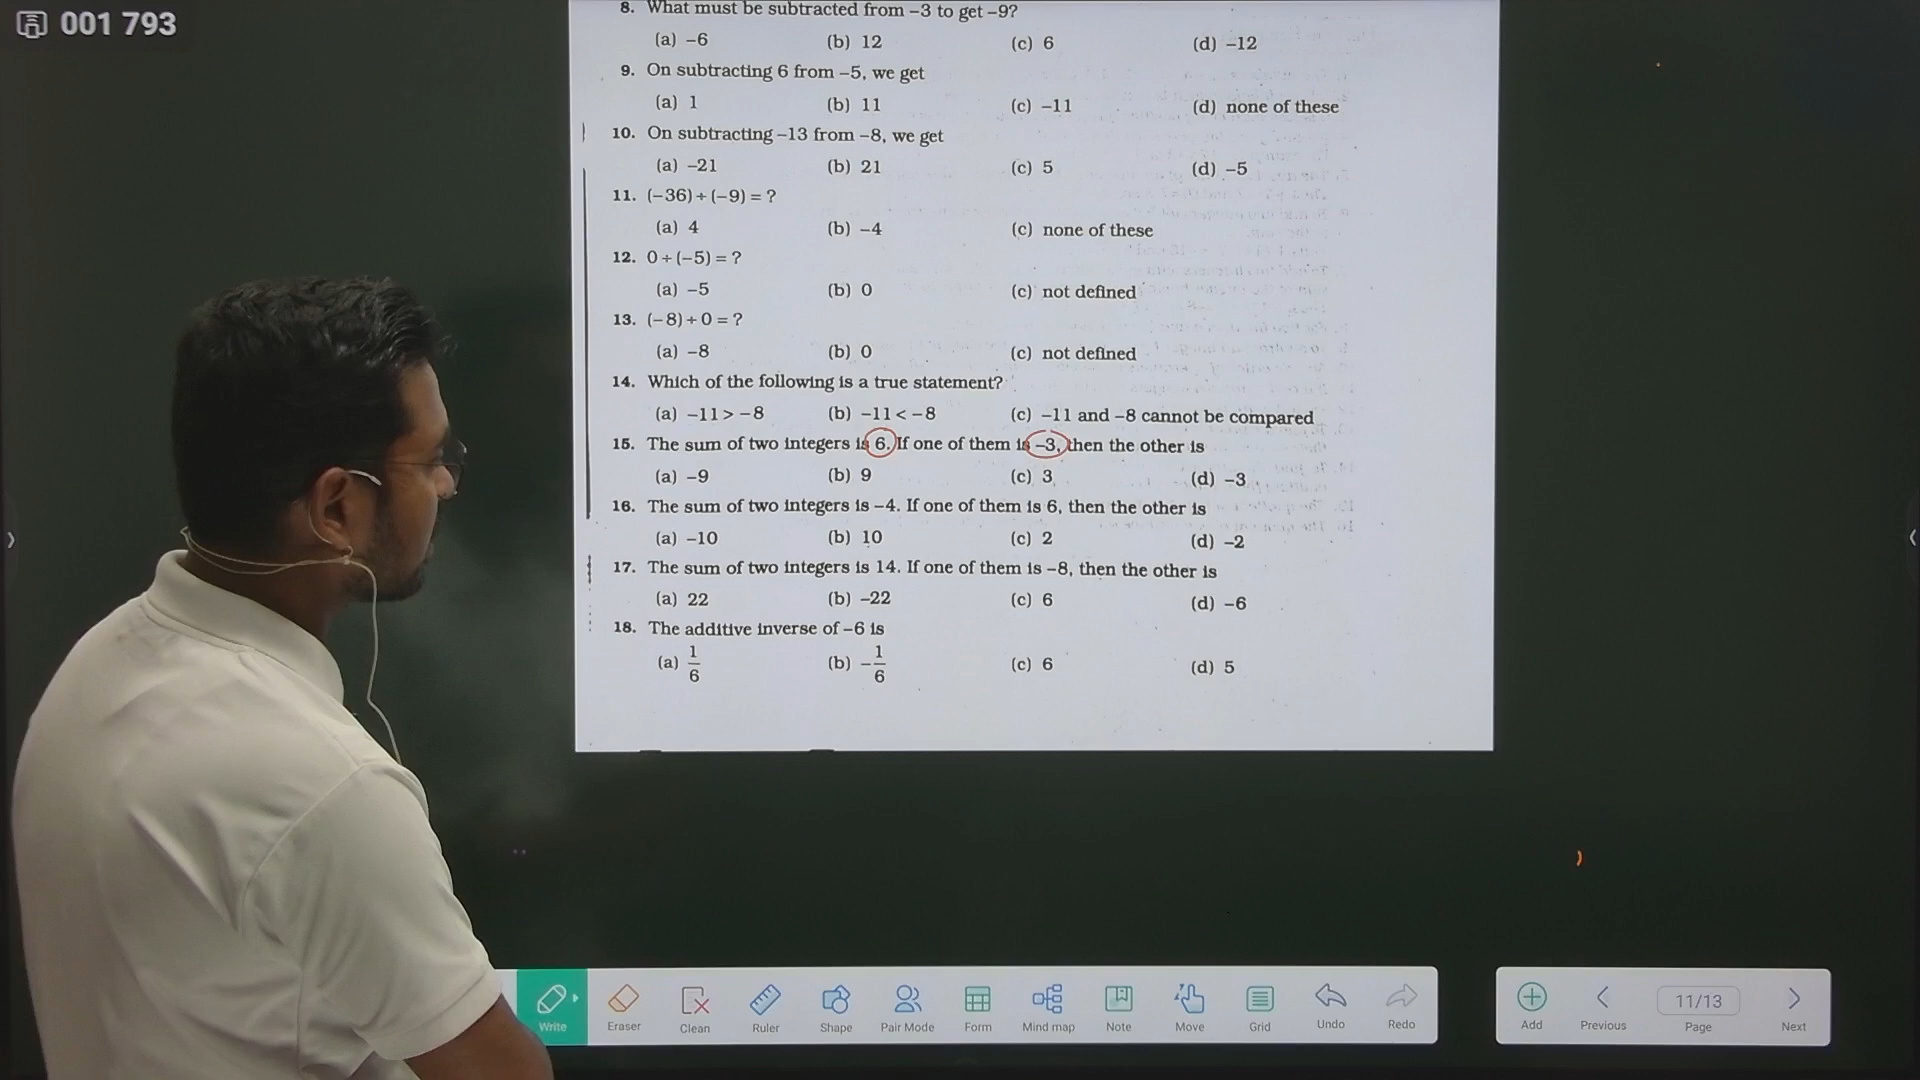 001 793
8. What must be subtracted from −3 to get −9?
(a) −6 (b) 12 (c) 6 (d) −12
9. On subtracting 6 from −5, we get
(a) 1 (b) 11 (c) −11 (d) none of these
10. On subtracting −13 from −8, we get
(a) −21 (b) 21 (c) 5 (d) −5
11. (−36) ÷ (−9) = ?
(a) 4 (b) −4 (c) none of these
12. 0 ÷ (−5) = ?
(a) −5 (b) 0 (c) not defined
13. (−8) ÷ 0 = ?
(a) −8 (b) 0 (c) not defined
14. Which of the following is a true statement?
(a) −11 > −8 (b) −11 < −8 (c) −11 and −8 cannot be compared
15. The sum of two integers is 6. If one of them is −3, then the other is
(a) −9 (b) 9 (c) 3 (d) −3
16. The sum of two integers is −4. If one of them is 6, then the other is
(a) −10 (b) 10 (c) 2 (d) −2
17. The sum of two integers is 14. If one of them is −8, then the other is
(a) 22 (b) −22 (c) 6 (d) −6
18. The additive inverse of −6 is
(a) 1/6 (b) −1/6 (c) 6 (d) 5
Write Eraser Clean Ruler Shape Pair Mode Form Mind map Note Move Grid Undo Redo
Add Previous 11/13 Page Next